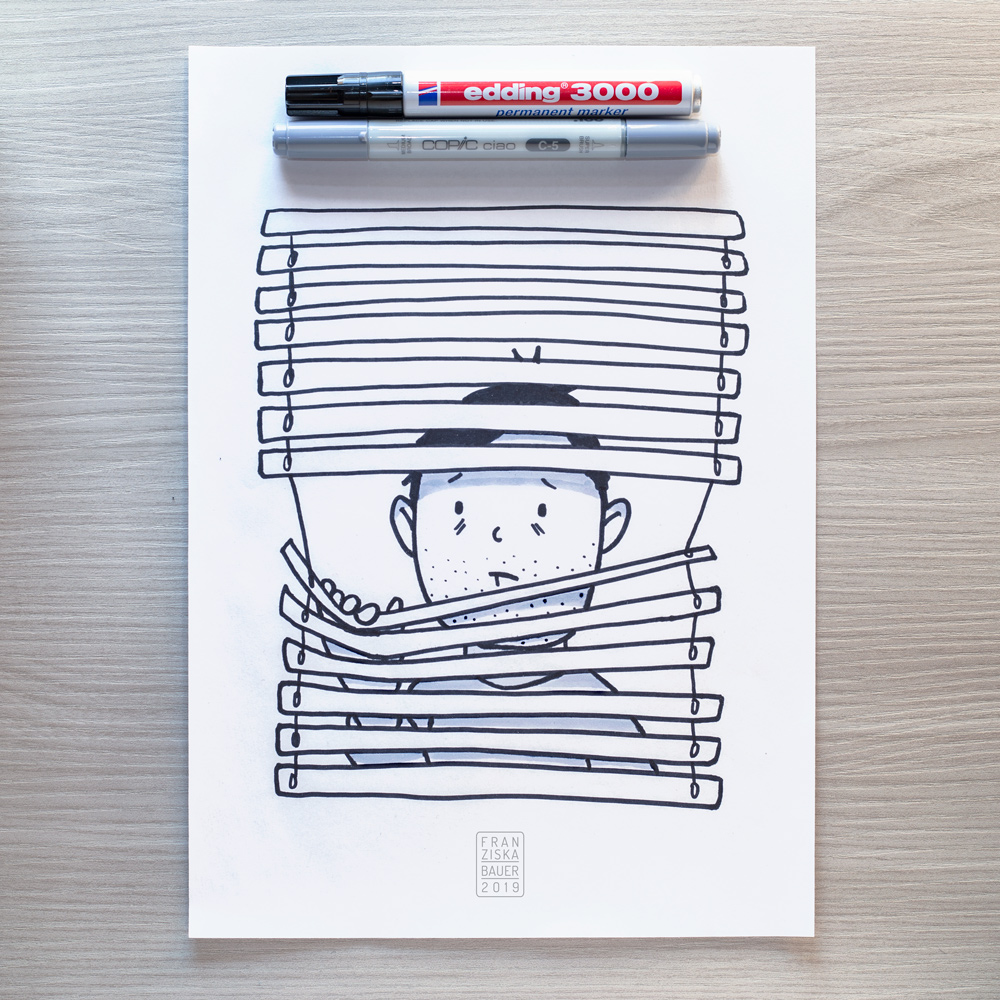 edding® 3000
permanent marker
COPIC ciao C-5
FRAN
ZISKA
BAUER
2019